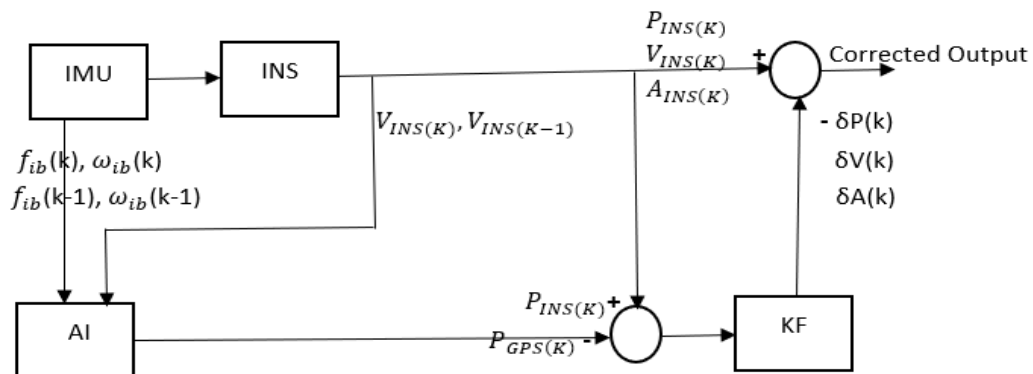 IMU
INS
P_INS(K)
V_INS(K)
A_INS(K)
+
Corrected Output
V_INS(K), V_INS(K−1)
- δP(k)
δV(k)
δA(k)
f_ib(k), ω_ib(k)
f_ib(k-1), ω_ib(k-1)
AI
P_INS(K) +
P_GPS(K) -
KF